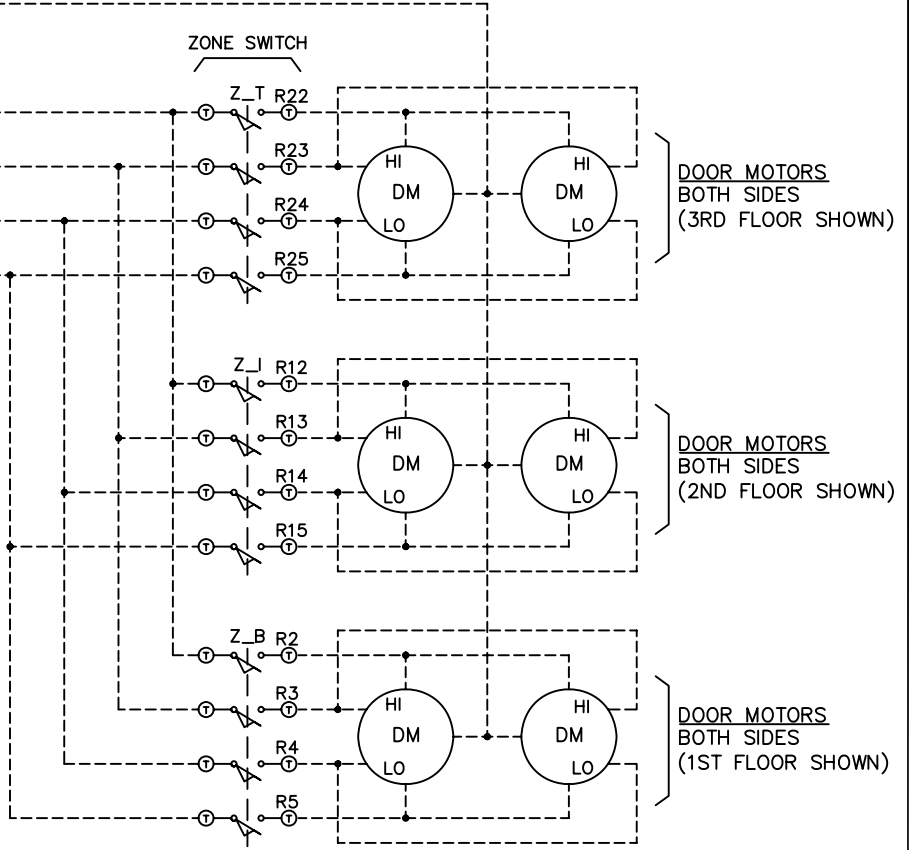 ZONE SWITCH
Z_T R22
T T
R23
T T
R24
T T
R25
T T
HI
DM
LO
HI
DM
LO
DOOR MOTORS
BOTH SIDES
(3RD FLOOR SHOWN)
Z_I R12
T T
R13
T T
R14
T T
R15
T T
HI
DM
LO
HI
DM
LO
DOOR MOTORS
BOTH SIDES
(2ND FLOOR SHOWN)
Z_B R2
T T
R3
T T
R4
T T
R5
T T
HI
DM
LO
HI
DM
LO
DOOR MOTORS
BOTH SIDES
(1ST FLOOR SHOWN)